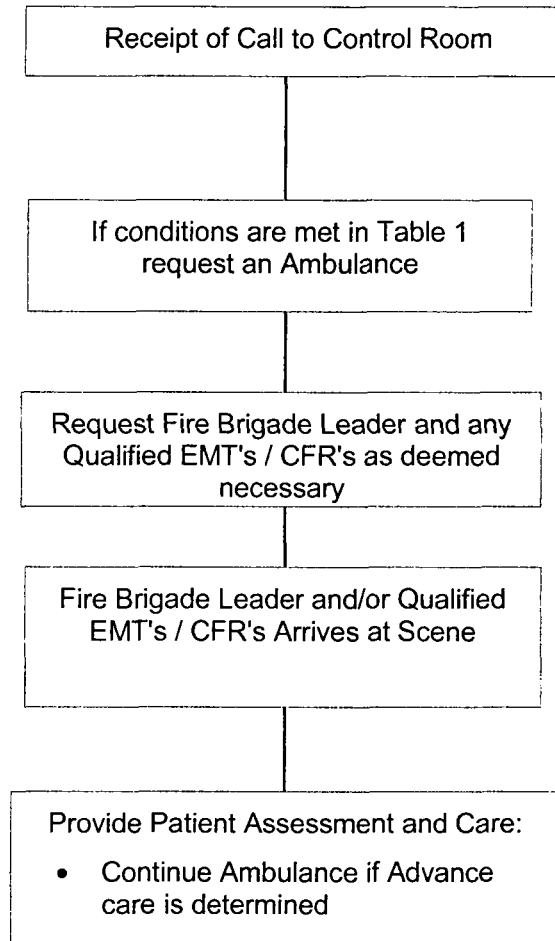 Receipt of Call to Control Room
If conditions are met in Table 1
request an Ambulance
Request Fire Brigade Leader and any
Qualified EMT's / CFR's as deemed
necessary
Fire Brigade Leader and/or Qualified
EMT's / CFR's Arrives at Scene
Provide Patient Assessment and Care:
• Continue Ambulance if Advance
care is determined